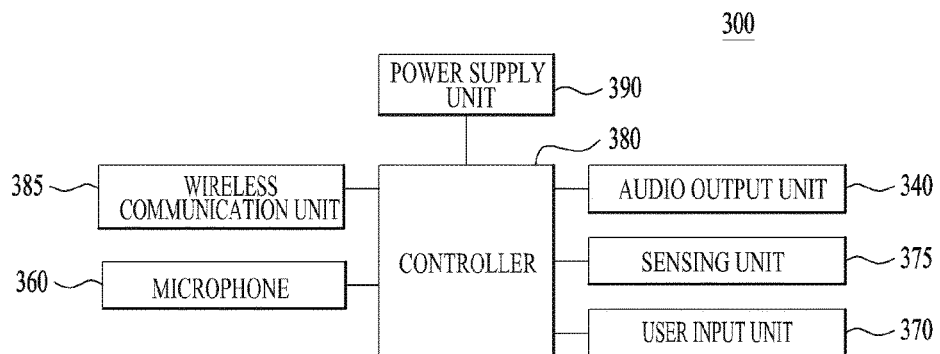 300
POWER SUPPLY
UNIT
390
380
385
WIRELESS
COMMUNICATION UNIT
AUDIO OUTPUT UNIT
340
CONTROLLER
SENSING UNIT
375
360
MICROPHONE
USER INPUT UNIT
370